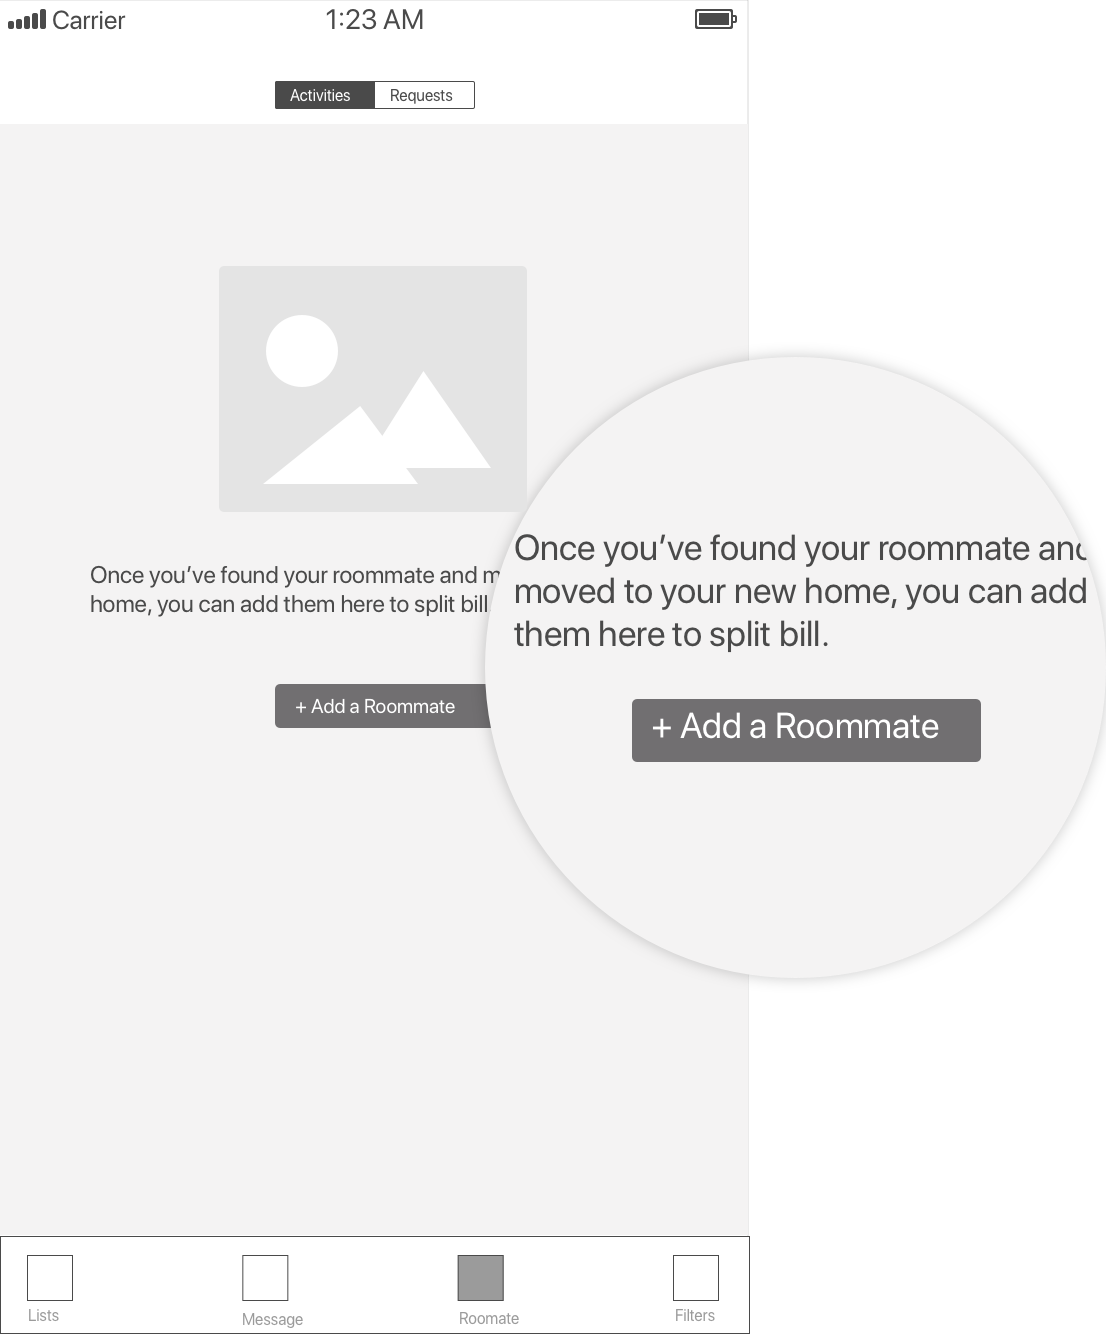 Carrier
1:23 AM
Activities
Requests
Once you’ve found your roommate and
home, you can add them here to split bill
+ Add a Roommate
Once you’ve found your roommate and
moved to your new home, you can add
them here to split bill.
+ Add a Roommate
Lists
Message
Roomate
Filters